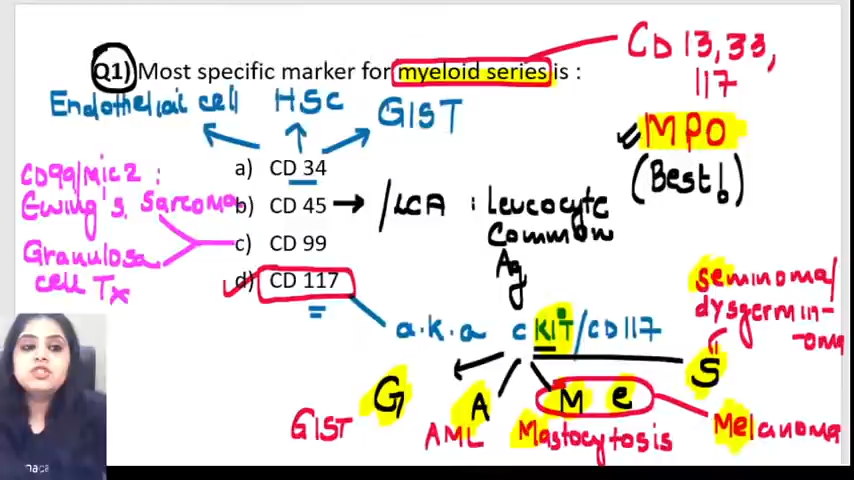 Q1) Most specific marker for myeloid series is :
CD 13, 33,
117
MPO
(Best!)
Endothelial cell
HSC
GIST
a) CD 34
b) CD 45
/LCA : Leucocyte
Common
Ag
c) CD 99
d) CD 117
CD99/mic2 :
Ewing's Sarcoma
Granulosa
cell Tx
a.k.a cKIT/CD117
G A M e S
GIST
AML
Mastocytosis
Melanoma
seminoma/
dysgermin-
oma